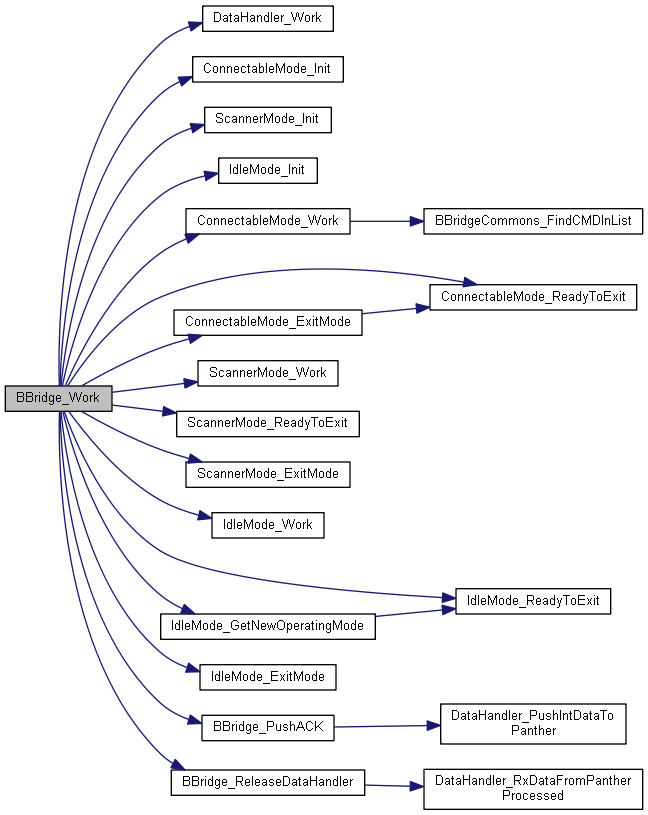 DataHandler_Work
ConnectableMode_Init
ScannerMode_Init
IdleMode_Init
ConnectableMode_Work
BBridgeCommons_FindCMDInList
ConnectableMode_ReadyToExit
ConnectableMode_ExitMode
ScannerMode_Work
BBridge_Work
ScannerMode_ReadyToExit
ScannerMode_ExitMode
IdleMode_Work
IdleMode_ReadyToExit
IdleMode_GetNewOperatingMode
IdleMode_ExitMode
BBridge_PushACK
DataHandler_PushIntDataTo
Panther
BBridge_ReleaseDataHandler
DataHandler_RxDataFromPanther
Processed